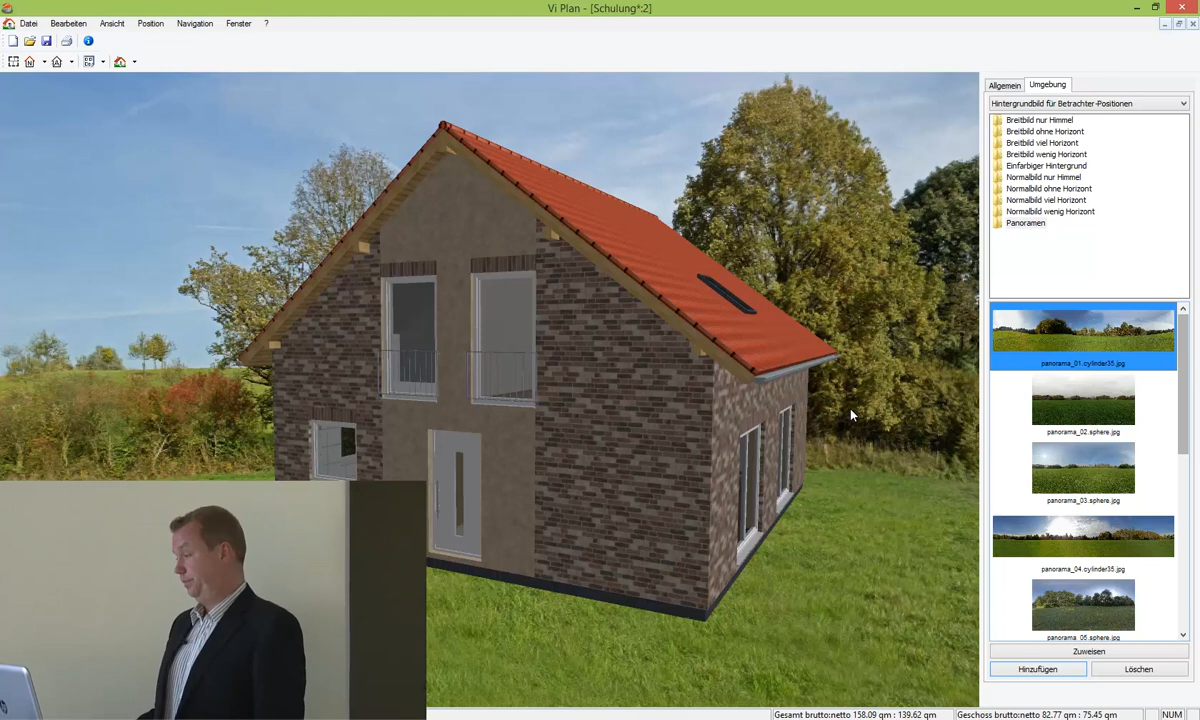 Vi Plan - [Schulung*:2]
Datei Bearbeiten Ansicht Position Navigation Fenster ?
Allgemein Umgebung
Hintergrundbild für Betrachter-Positionen
Breitbild nur Himmel
Breitbild ohne Horizont
Breitbild viel Horizont
Breitbild wenig Horizont
Einfarbiger Hintergrund
Normalbild nur Himmel
Normalbild ohne Horizont
Normalbild viel Horizont
Normalbild wenig Horizont
Panoramen
panorama_01.cylinder35.jpg
panorama_02.sphere.jpg
panorama_03.sphere.jpg
panorama_04.cylinder35.jpg
panorama_05.sphere.jpg
Zuweisen
Hinzufügen Löschen
Gesamt brutto:netto 158.09 qm : 139.62 qm Geschoss brutto:netto 82.77 qm : 75.45 qm NUM